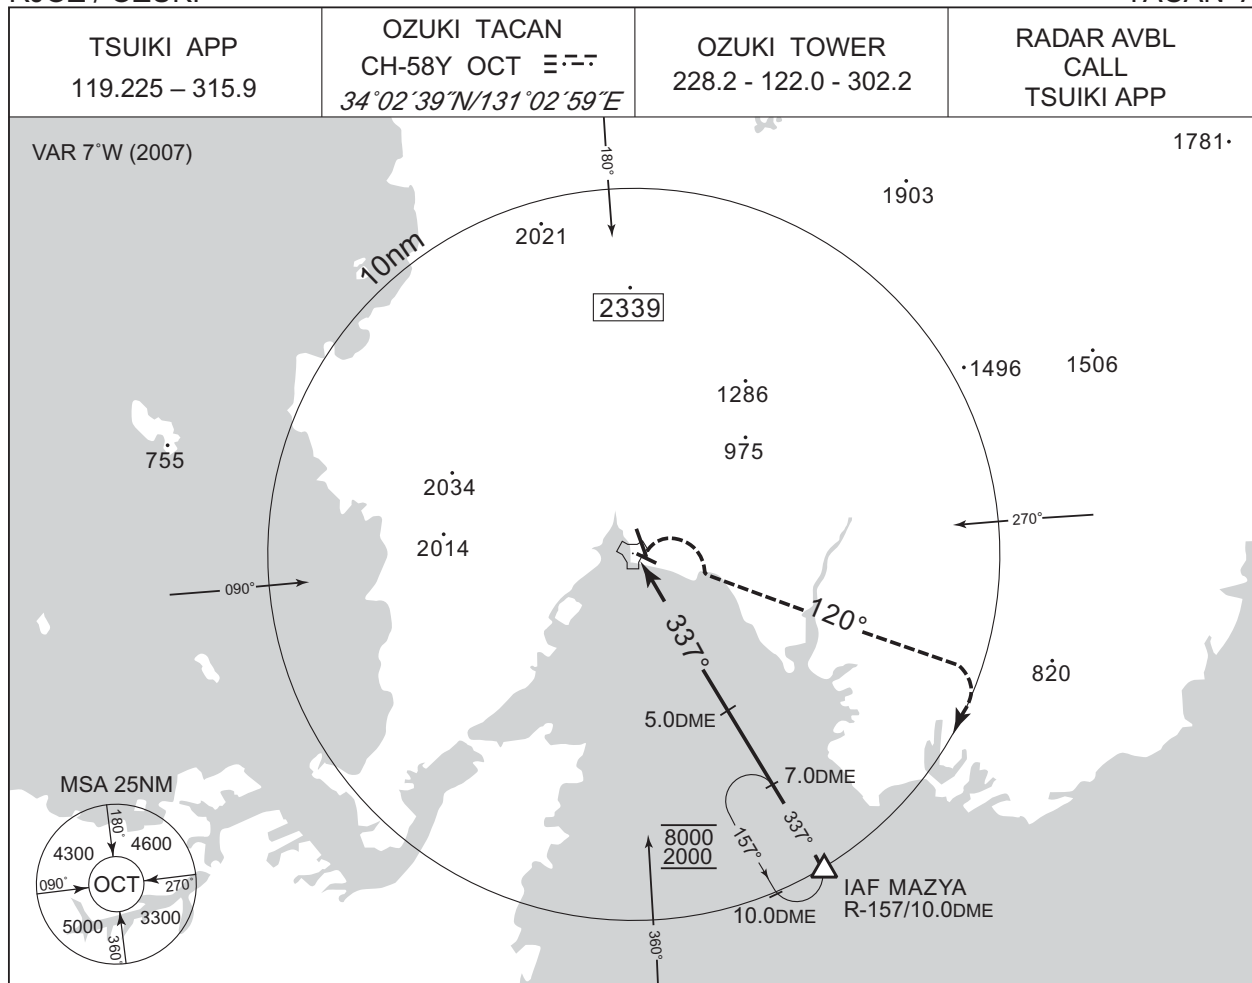 TSUIKI APP
119.225 – 315.9
OZUKI TACAN
CH-58Y OCT
34°02´39˝N/131°02´59˝E
OZUKI TOWER
228.2 - 122.0 - 302.2
RADAR AVBL
CALL
TSUIKI APP
VAR 7°W (2007)
180°
1781
1903
2021
10nm
2339
1496
1506
1286
975
755
2034
2014
270°
090°
120°
337°
820
5.0DME
7.0DME
337°
157°
8000
2000
IAF MAZYA
R-157/10.0DME
10.0DME
360°
MSA 25NM
180°
4300
4600
090°
OCT
270°
5000
3300
360°